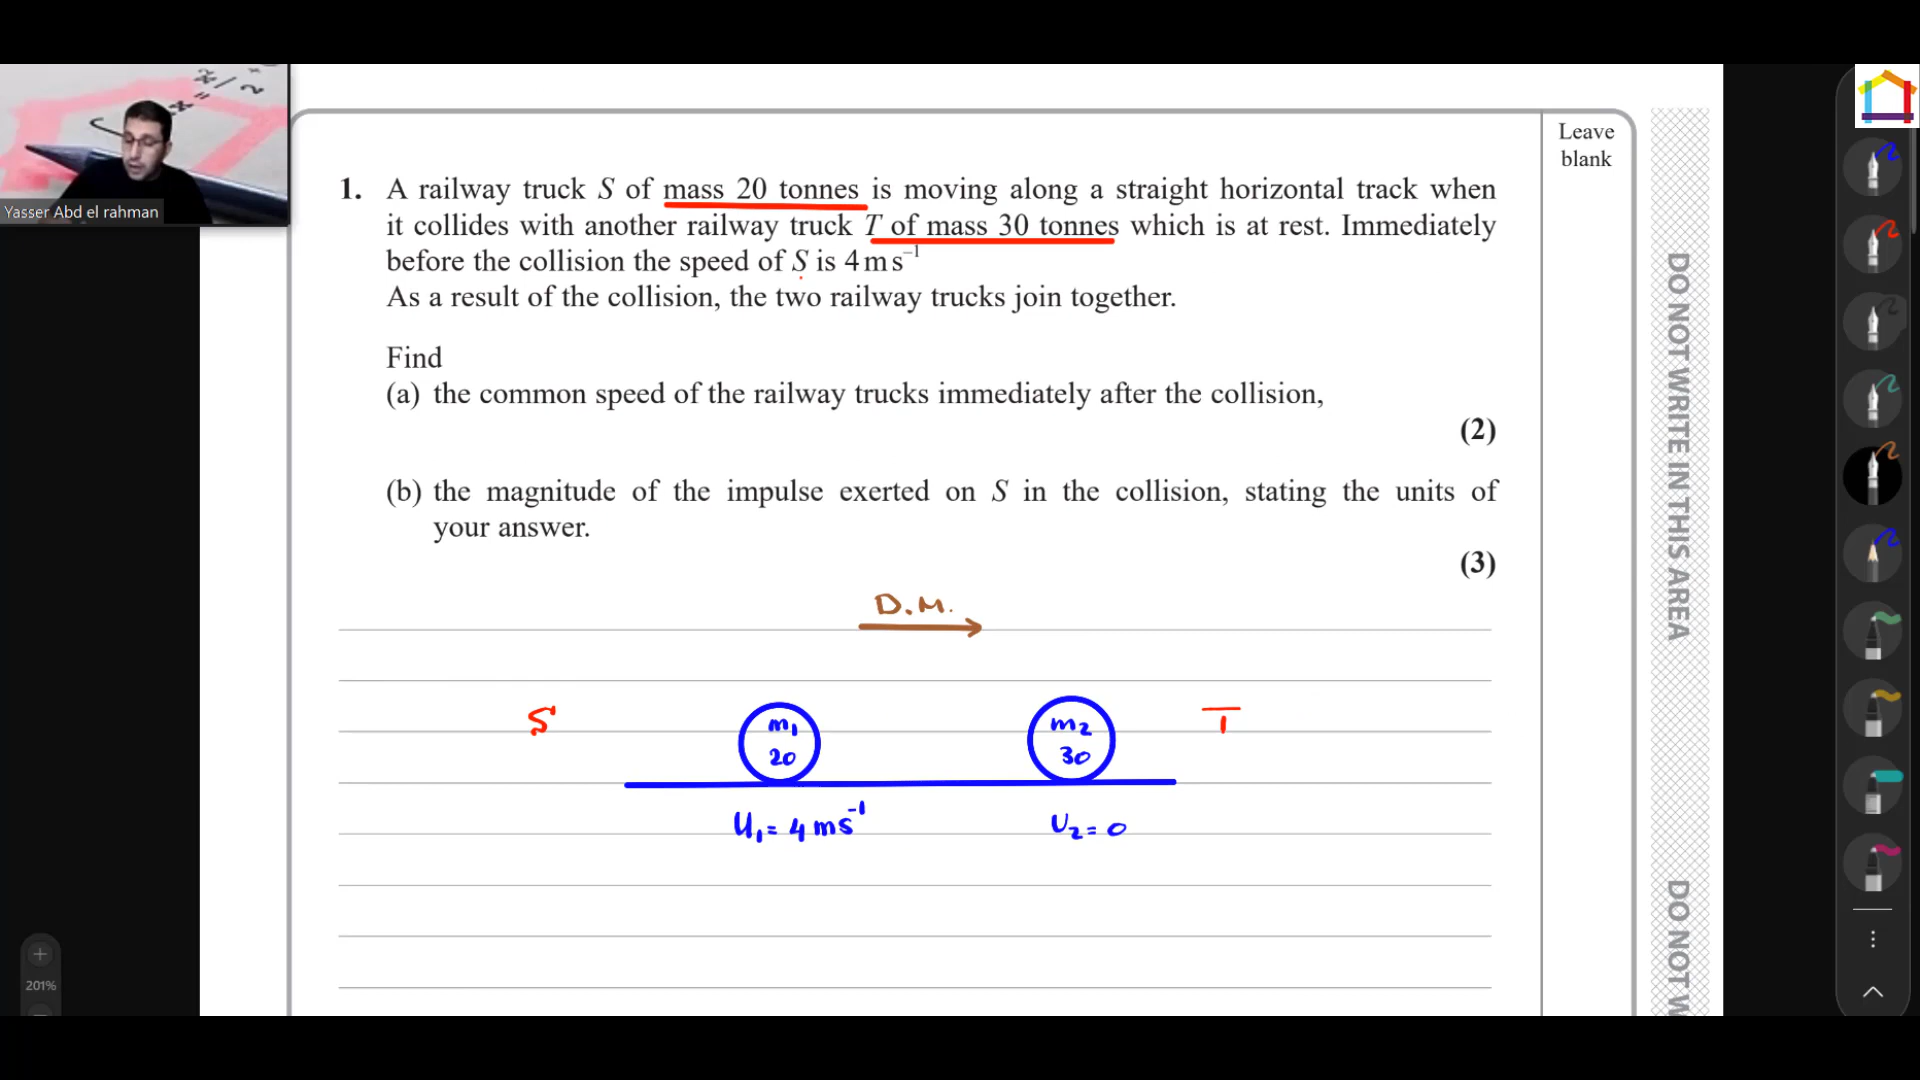 Yasser Abd el rahman
Leave
blank
1. A railway truck S of mass 20 tonnes is moving along a straight horizontal track when
it collides with another railway truck T of mass 30 tonnes which is at rest. Immediately
before the collision the speed of S is 4 m s⁻¹
As a result of the collision, the two railway trucks join together.
Find
(a) the common speed of the railway trucks immediately after the collision,
(2)
(b) the magnitude of the impulse exerted on S in the collision, stating the units of
your answer.
(3)
D.M.
S
m₁
20
m₂
30
T
U₁ = 4 ms⁻¹
U₂ = 0
DO NOT WRITE IN THIS AREA
DO NOT W
201%